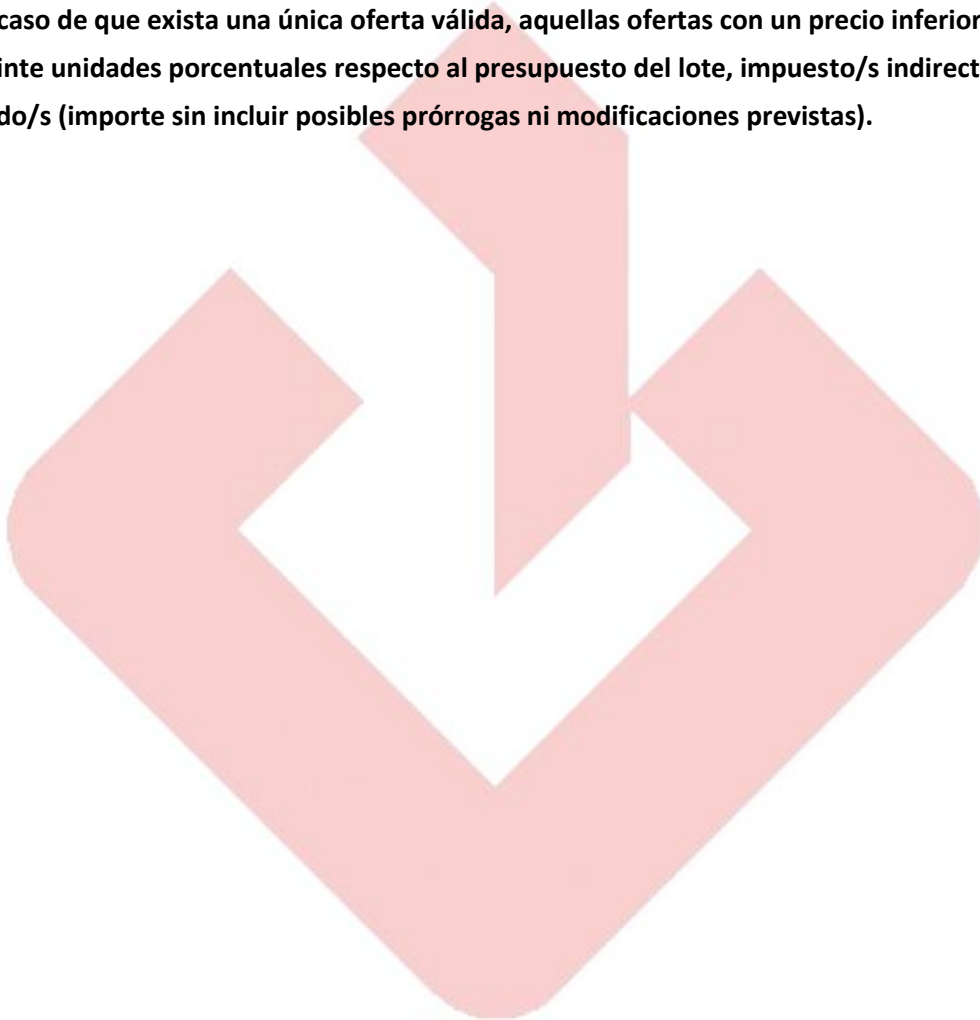 caso de que exista una única oferta válida, aquellas ofertas con un precio inferior
inte unidades porcentuales respecto al presupuesto del lote, impuesto/s indirect
do/s (importe sin incluir posibles prórrogas ni modificaciones previstas).